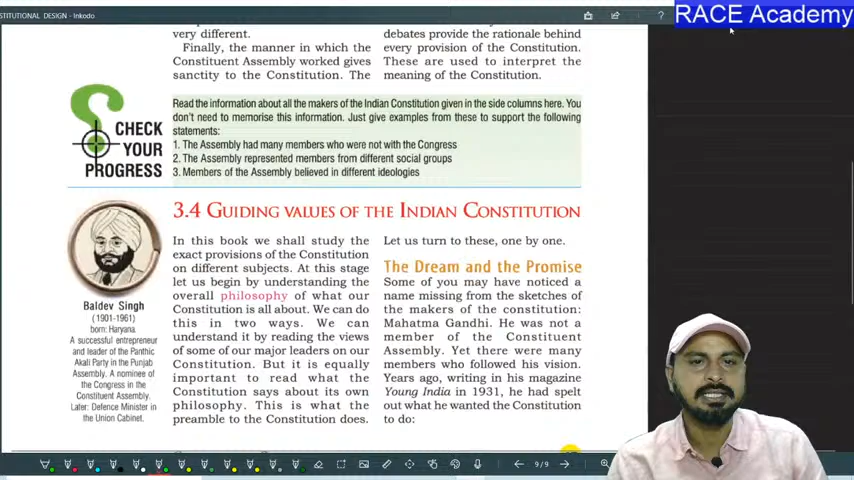 STITUTIONAL DESIGN - Inkodo
RACE Academy
very different.
Finally, the manner in which the
Constituent Assembly worked gives
sanctity to the Constitution. The
debates provide the rationale behind
every provision of the Constitution.
These are used to interpret the
meaning of the Constitution.
CHECK
YOUR
PROGRESS
Read the information about all the makers of the Indian Constitution given in the side columns here. You
don't need to memorise this information. Just give examples from these to support the following
statements:
1. The Assembly had many members who were not with the Congress
2. The Assembly represented members from different social groups
3. Members of the Assembly believed in different ideologies
3.4 GUIDING VALUES OF THE INDIAN CONSTITUTION
Baldev Singh
(1901-1961)
born: Haryana.
A successful entrepreneur
and leader of the Panthic
Akali Party in the Punjab
Assembly. A nominee of
the Congress in the
Constituent Assembly.
Later: Defence Minister in
the Union Cabinet.
In this book we shall study the
exact provisions of the Constitution
on different subjects. At this stage
let us begin by understanding the
overall philosophy of what our
Constitution is all about. We can do
this in two ways. We can
understand it by reading the views
of some of our major leaders on our
Constitution. But it is equally
important to read what the
Constitution says about its own
philosophy. This is what the
preamble to the Constitution does.
Let us turn to these, one by one.
The Dream and the Promise
Some of you may have noticed a
name missing from the sketches of
the makers of the constitution:
Mahatma Gandhi. He was not a
member of the Constituent
Assembly. Yet there were many
members who followed his vision.
Years ago, writing in his magazine
Young India in 1931, he had spelt
out what he wanted the Constitution
to do:
9/9